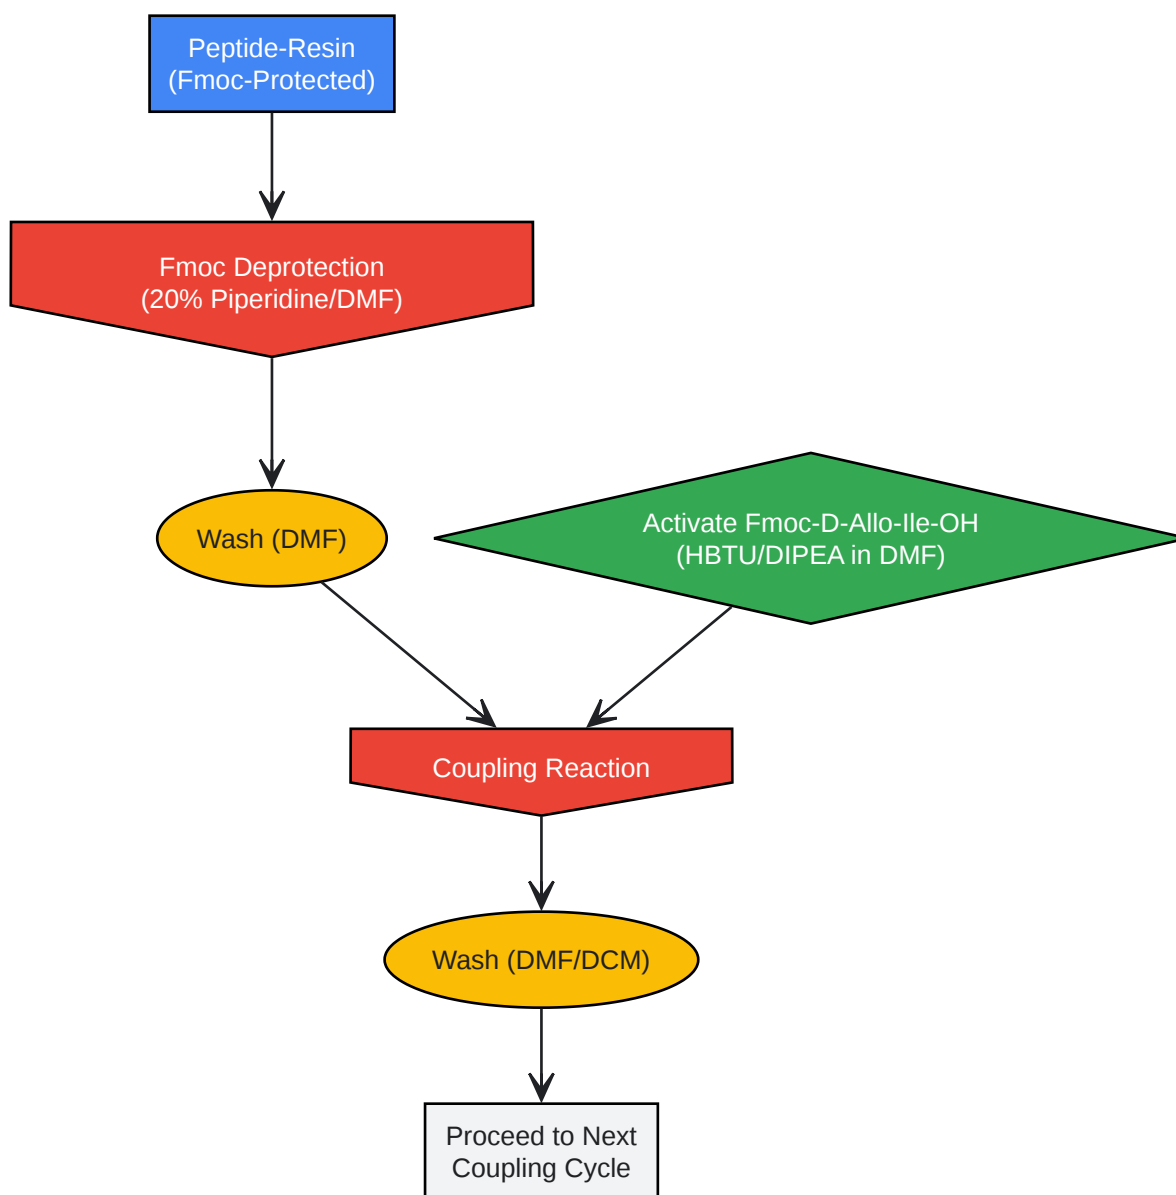 Peptide-Resin
(Fmoc-Protected)
Fmoc Deprotection
(20% Piperidine/DMF)
Wash (DMF)
Activate Fmoc-D-Allo-Ile-OH
(HBTU/DIPEA in DMF)
Coupling Reaction
Wash (DMF/DCM)
Proceed to Next
Coupling Cycle